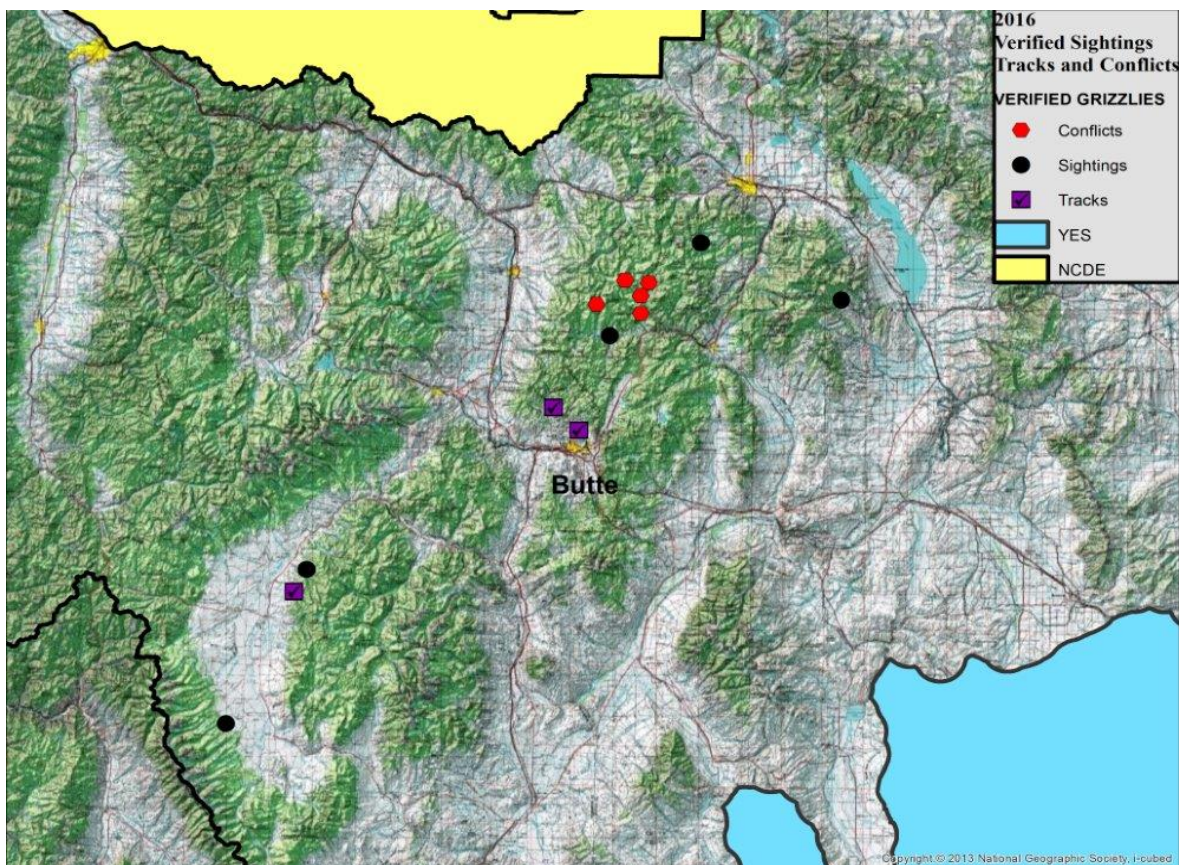 2016
Verified Sightings
Tracks and Conflicts
VERIFIED GRIZZLIES
Conflicts
Sightings
Tracks
YES
NCDE
Butte
Copyright © 2013 National Geographic Society, i-cubed